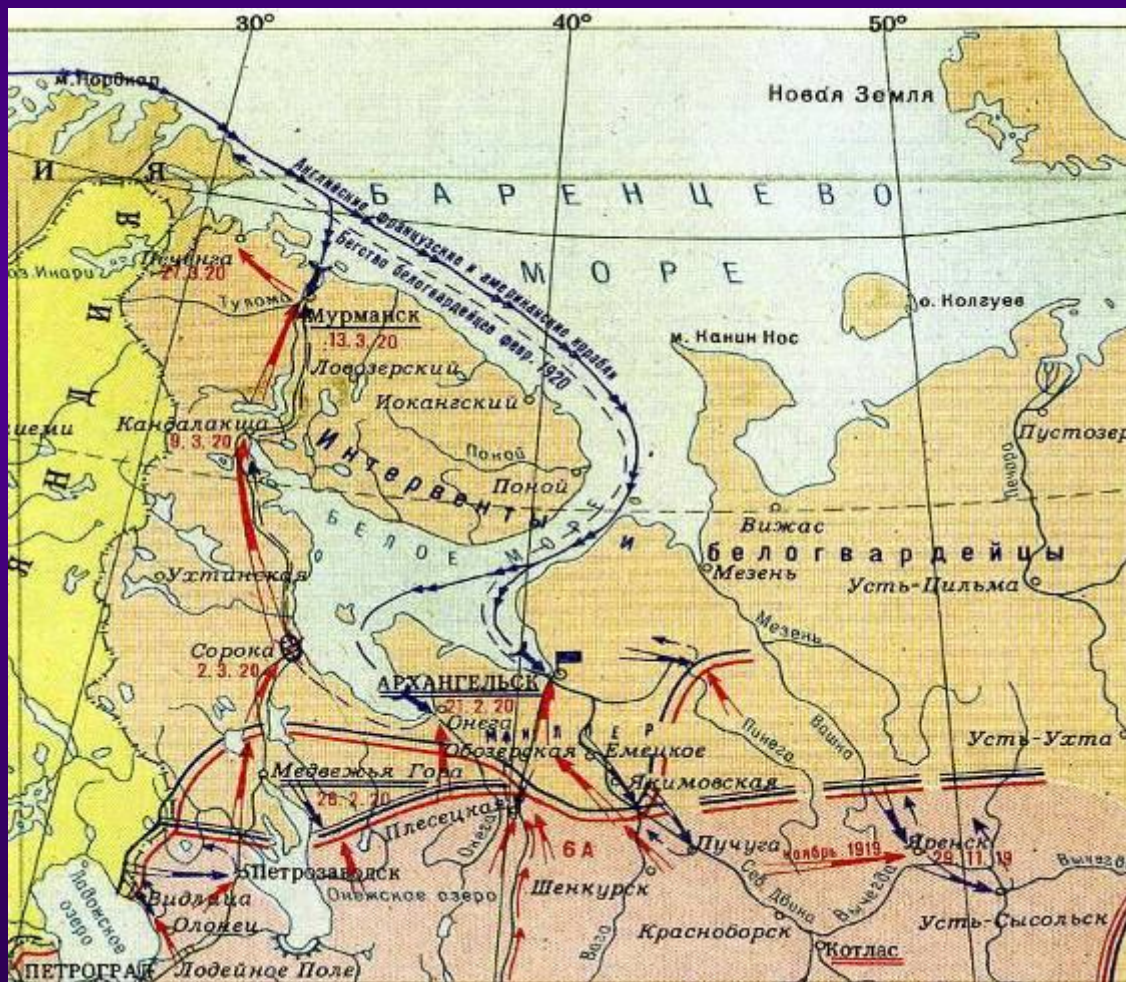 30° 40° 50°
м. Нордкап
Новая Земля
БАРЕНЦЕВО
МОРЕ
Английские, французские и американские корабли
Бегство белогвардейцев февр. 1920
оз. Инари
Печенга
27.3.20
Тулома
Мурманск
13.3.20
Ловозерский
о. Колгуев
м. Канин Нос
Иокангский
Кандалакша
9.3.20
Поной
Поной
Пустозер
Печора
Интервенты и
белогвардейцы
БЕЛОЕ МОРЕ
Вижас
Мезень
Усть-Цильма
Мезень
Ухтинская
Сорока
2.3.20
АРХАНГЕЛЬСК
21.2.20
Онега
МИЛЛЕР
Обозерская
Емецкое
Пинега
Вашка
Усть-Ухта
Медвежья Гора
26.2.20
Якимовская
Плесецкая
Онега
6А
Пучуга
Ноябрь 1919
Яренск
29.11.19
Вычегда
Петрозаводск
Онежское озеро
Шенкурск
Сев. Двина
Вычегда
Усть-Сысольск
Видлица
Ладожское
озеро
Олонец
Вага
Красноборск
Котлас
ПЕТРОГРАД
Лодейное Поле